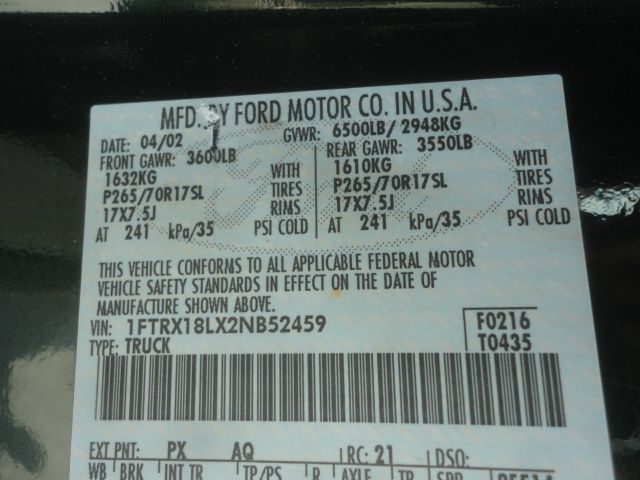 MFD. BY FORD MOTOR CO. IN U.S.A.
DATE: 04/02 GVWR: 6500LB/ 2948KG
FRONT GAWR: 3600LB REAR GAWR: 3550LB
1632KG WITH 1610KG WITH
P265/70R17SL TIRES P265/70R17SL TIRES
17X7.5J RIMS 17X7.5J RIMS
AT 241 kPa/35 PSI COLD AT 241 kPa/35 PSI COLD
THIS VEHICLE CONFORMS TO ALL APPLICABLE FEDERAL MOTOR
VEHICLE SAFETY STANDARDS IN EFFECT ON THE DATE OF
MANUFACTURE SHOWN ABOVE.
VIN: 1FTRX18LX2NB52459 F0216
TYPE: TRUCK T0435
EXT PNT: PX AQ RC: 21 DSO:
WB BRK INT TR TP/PS R AXLE TR SPR